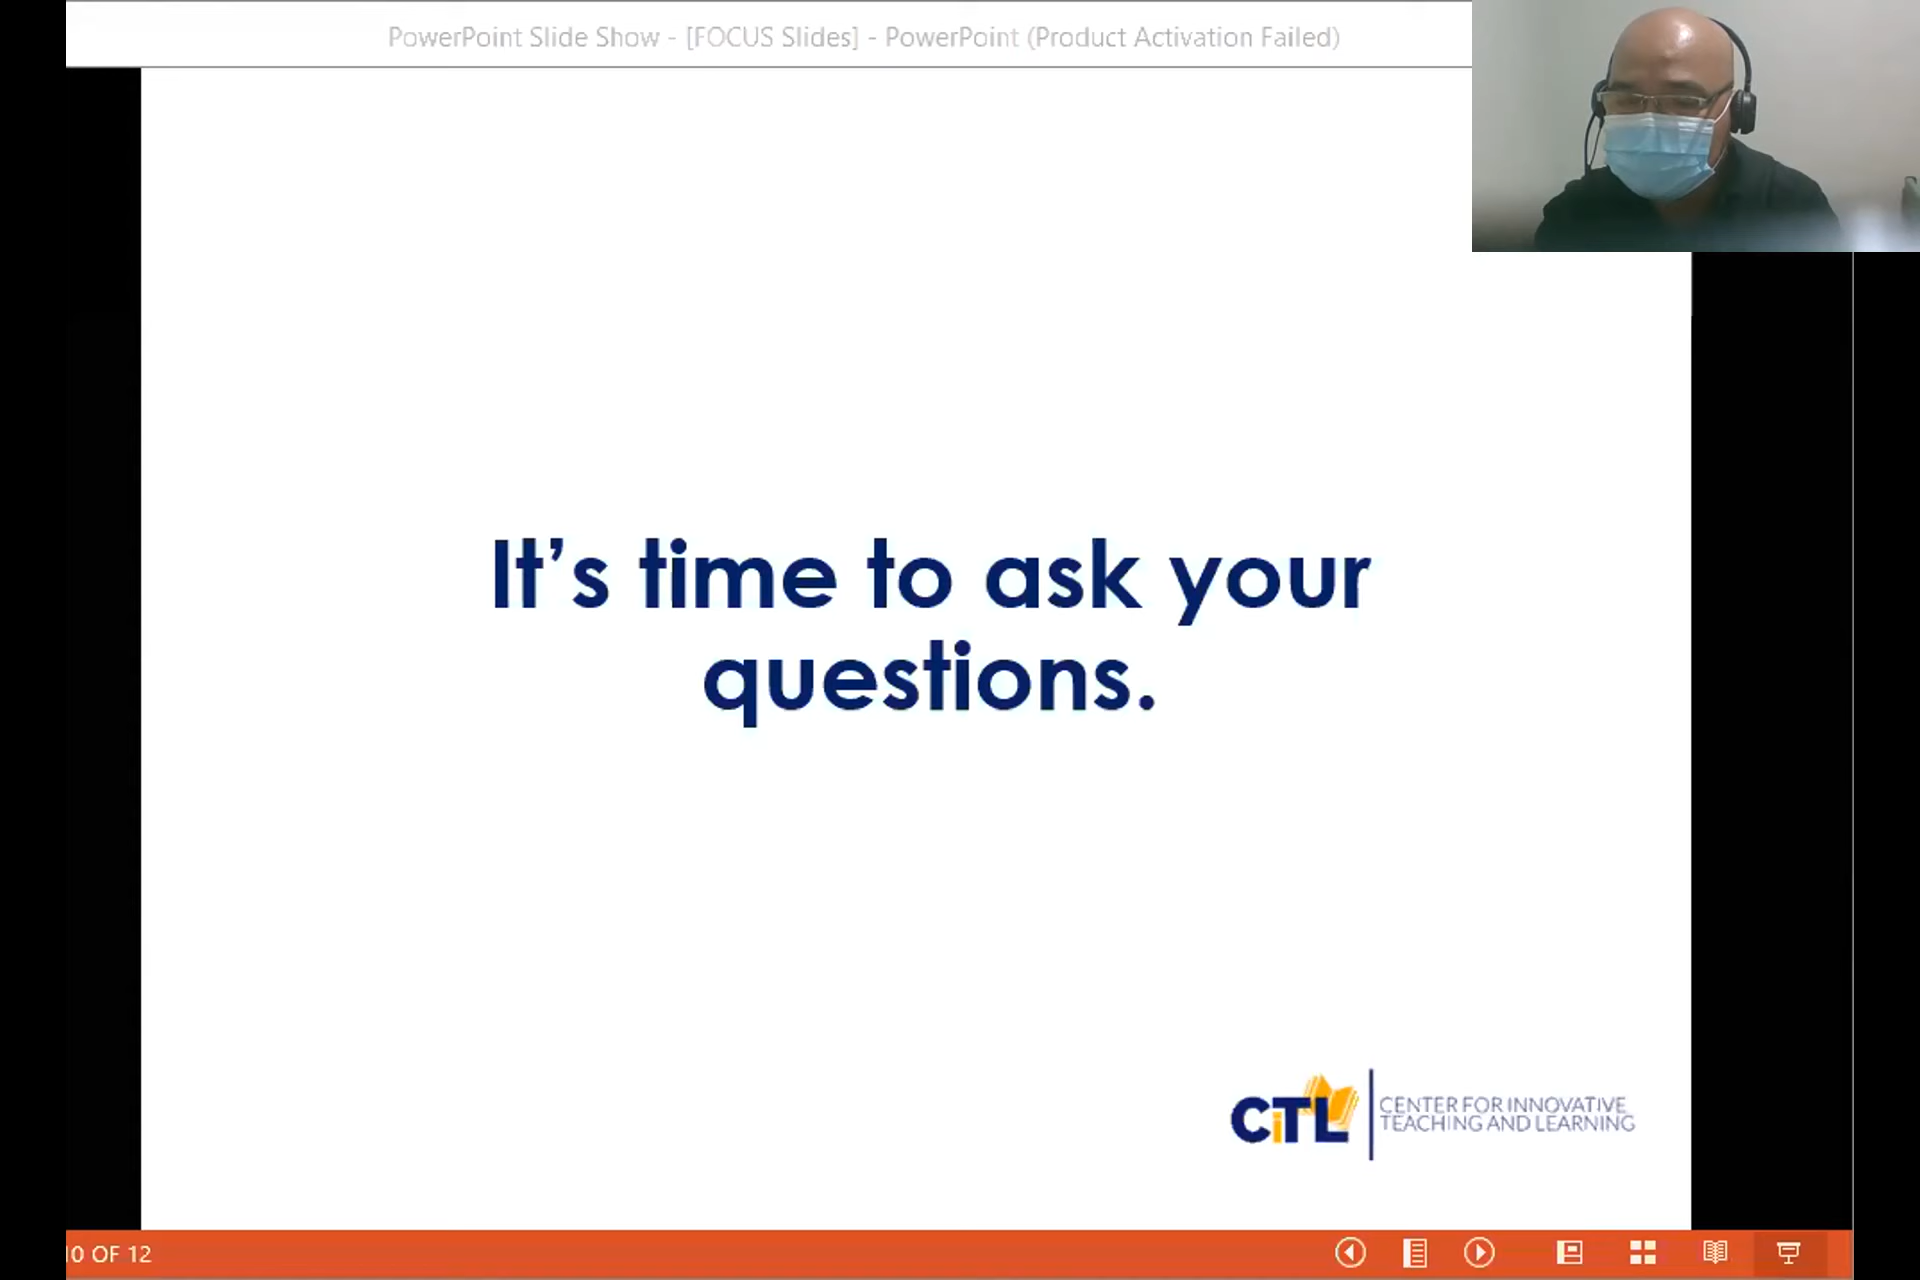 PowerPoint Slide Show - [FOCUS Slides] - PowerPoint (Product Activation Failed)
It's time to ask your
questions.
CiTL
CENTER FOR INNOVATIVE
TEACHING AND LEARNING
10 OF 12